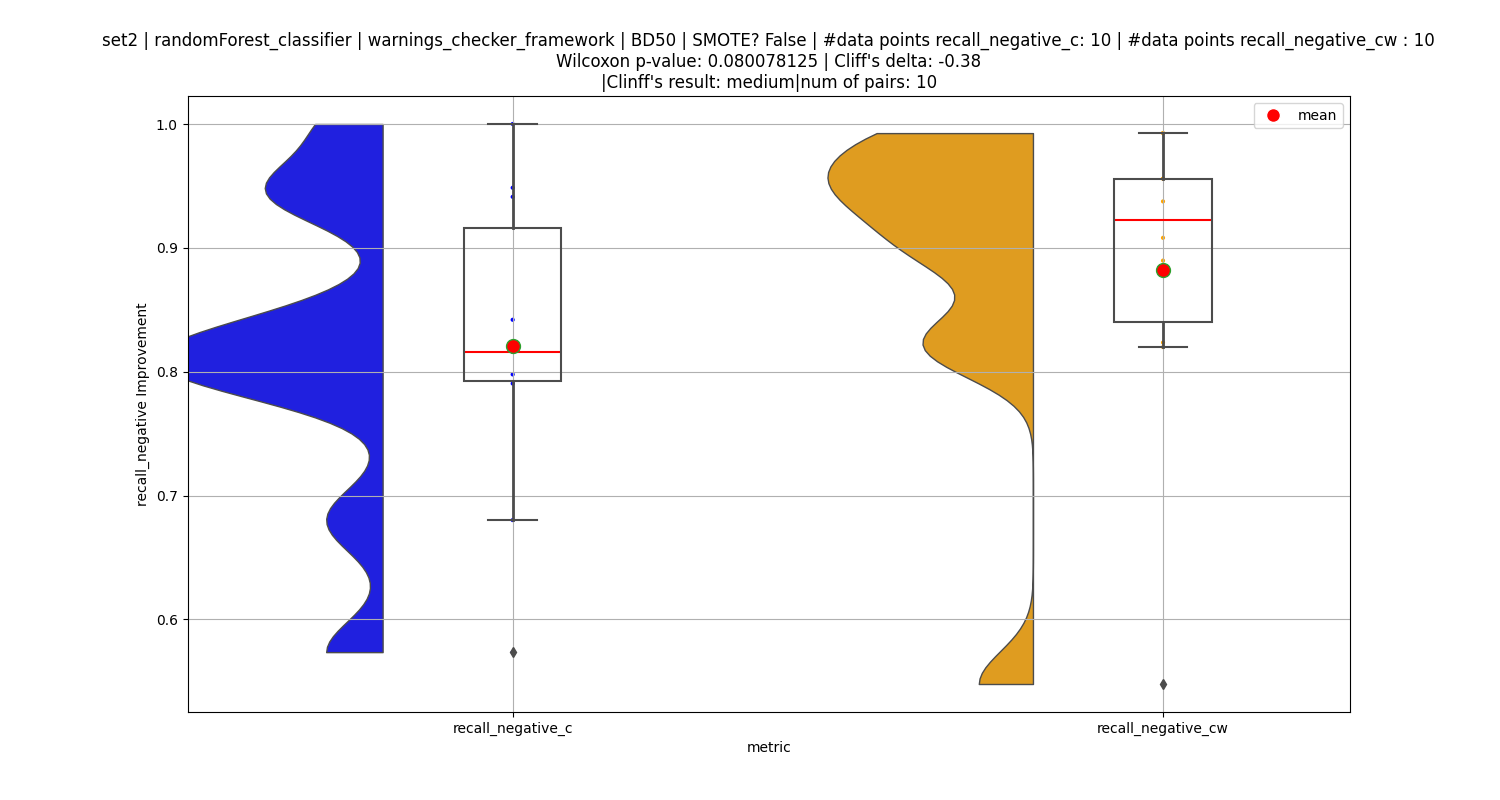 set2 | randomForest_classifier | warnings_checker_framework | BD50 | SMOTE? False | #data points recall_negative_c: 10 | #data points recall_negative_cw : 10
Wilcoxon p-value: 0.080078125 | Cliff's delta: -0.38
|Clinff's result: medium|num of pairs: 10
mean
1.0
0.9
0.8
0.7
0.6
recall_negative Improvement
recall_negative_c
recall_negative_cw
metric